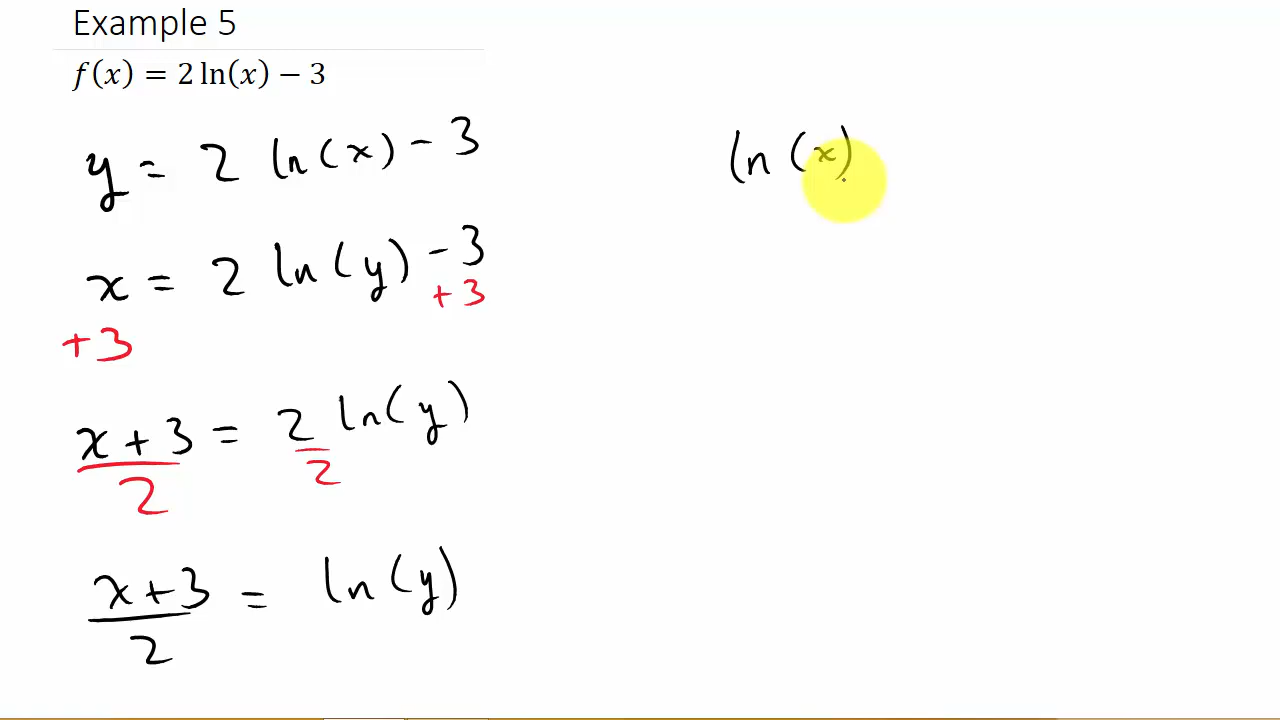 Example 5
f(x) = 2 ln(x) − 3
y = 2 ln(x) - 3
x = 2 ln(y) - 3
+3 +3
x+3 = 2 ln(y)
2 2
x+3 = ln(y)
2
ln(x)